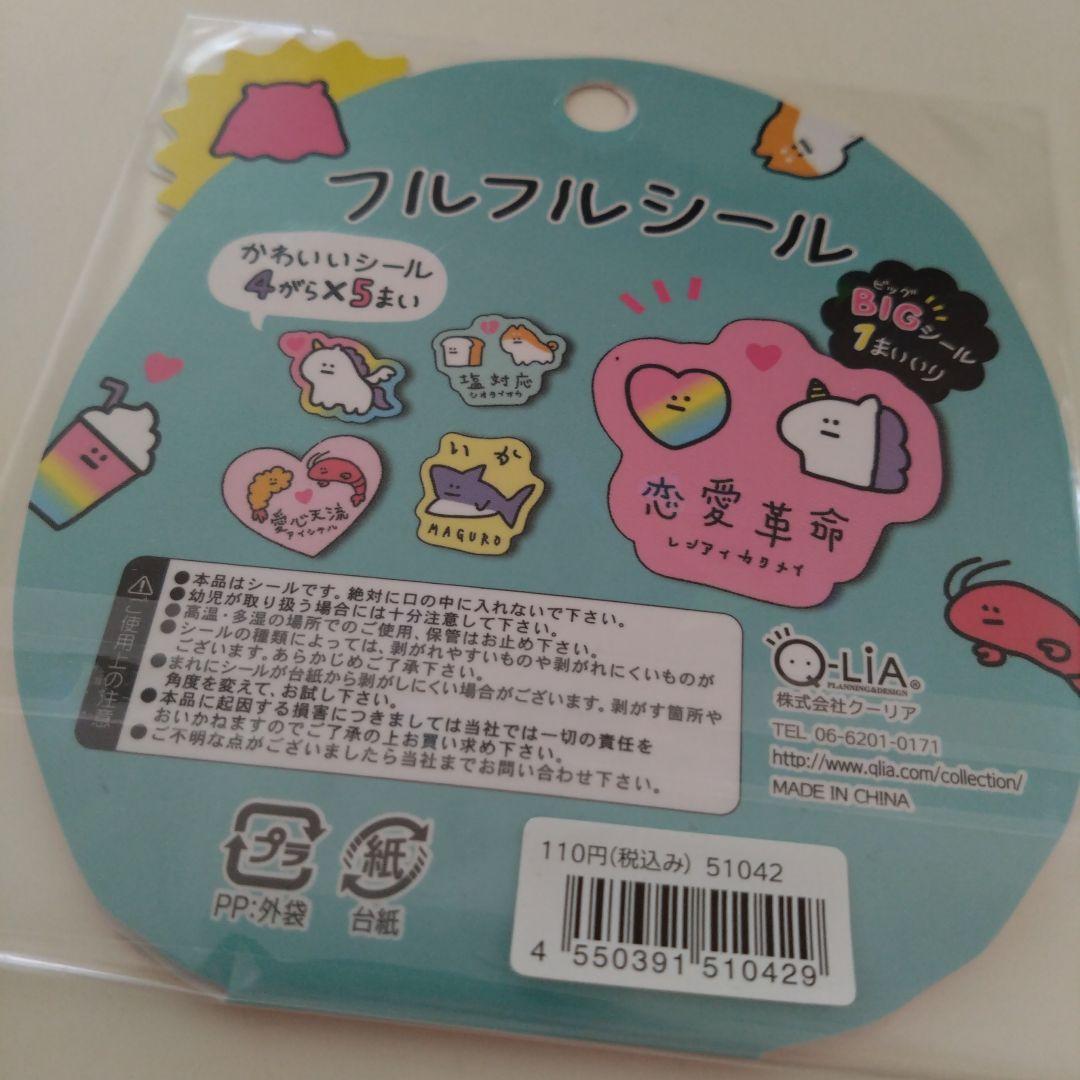 フルフルシール
かわいいシール
4がら×5まい
ビッグ
BIGシール
1まいいり
塩対応
シオタイオウ
愛心天流
アイシテル
いか
MAGURO
恋愛革命
レンアイカクメイ
ご使用上の注意
●本品はシールです。絶対に口の中に入れないで下さい。
●幼児が取り扱う場合には十分注意して下さい。
●高温・多湿の場所でのご使用、保管はお止め下さい。
●シールの種類によっては、剥がれやすいものや剥がれにくいものが
ございます。あらかじめご了承下さい。
●まれにシールが台紙から剥がしにくい場合がございます。剥がす箇所や
角度を変えて、お試し下さい。
●本品に起因する損害につきましては当社では一切の責任を
おいかねますのでご了承の上お買い求め下さい。
●ご不明な点がございましたら当社までお問い合わせ下さい。
Q-LiA®
PLANNING&DESIGN
株式会社クーリア
TEL 06-6201-0171
http://www.qlia.com/collection/
MADE IN CHINA
プラ
PP:外袋
紙
台紙
110円(税込み) 51042
4 550391 510429